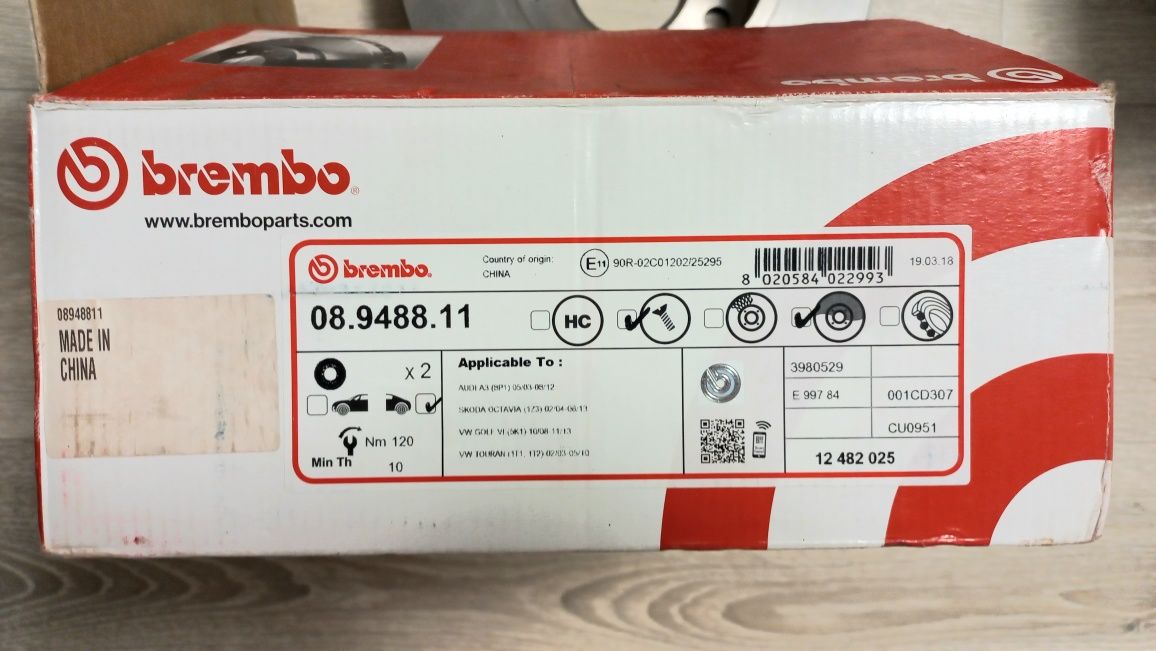 brembo
brembo®
www.bremboparts.com
brembo.
Country of origin:
CHINA
E11 90R-02C01202/25295
8 020584 022993
19.03.18
08948811
MADE IN
CHINA
08.9488.11
HC
x 2
Nm 120
Min Th
10
Applicable To :
AUDI A3 (8P1) 05/03-08/12
SKODA OCTAVIA (1Z3) 02/04-06/13
VW GOLF VI (5K1) 10/08-11/13
VW TOURAN (1T1, 1T2) 02/03-05/10
3980529
E 997 84
001CD307
CU0951
12 482 025